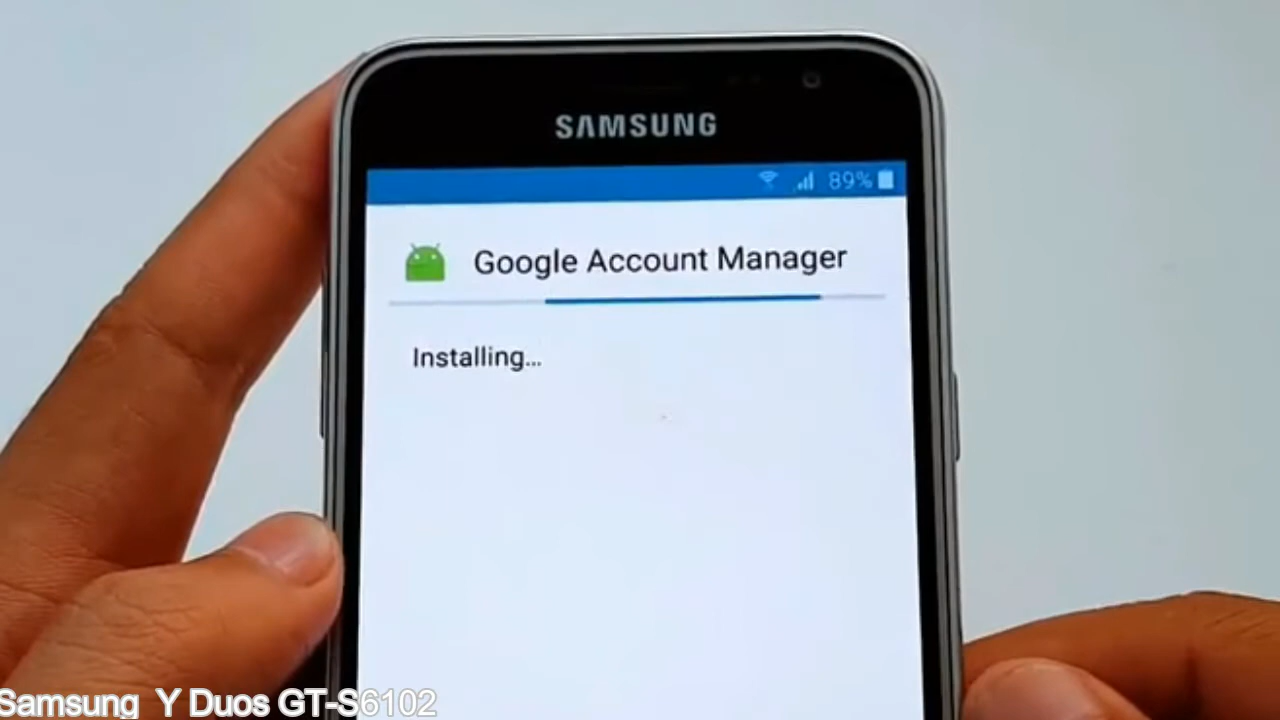 SAMSUNG
89%
Google Account Manager
Installing...
Samsung  Y Duos GT-S6102